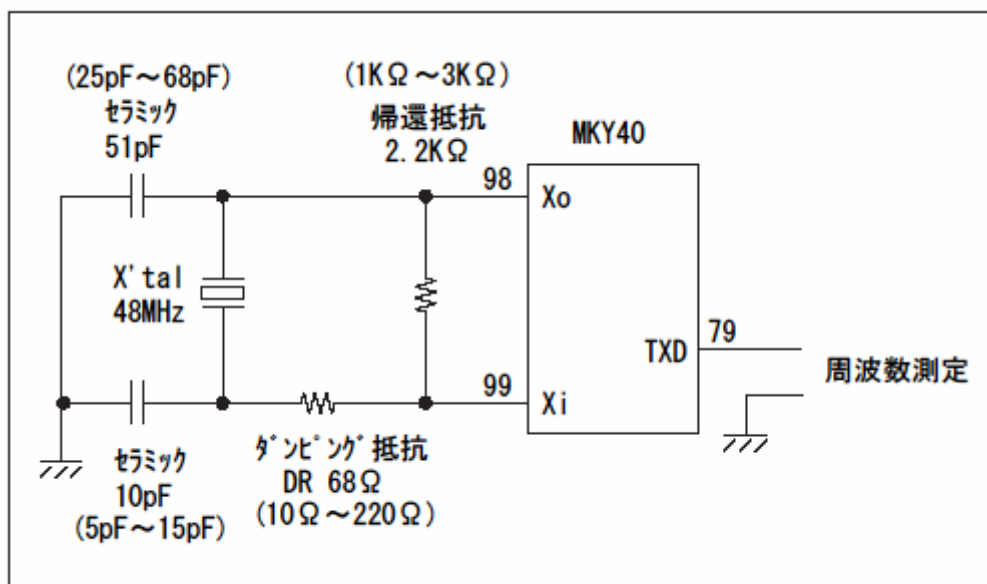 (25pF～68pF)
ｾﾗﾐｯｸ
51pF
(1KΩ～3KΩ)
帰還抵抗
2.2KΩ
MKY40
98
Xo
X'tal
48MHz
TXD
79
周波数測定
99
Xi
ｾﾗﾐｯｸ
10pF
(5pF～15pF)
ﾀﾞﾝﾋﾟﾝｸﾞ抵抗
DR 68Ω
(10Ω～220Ω)